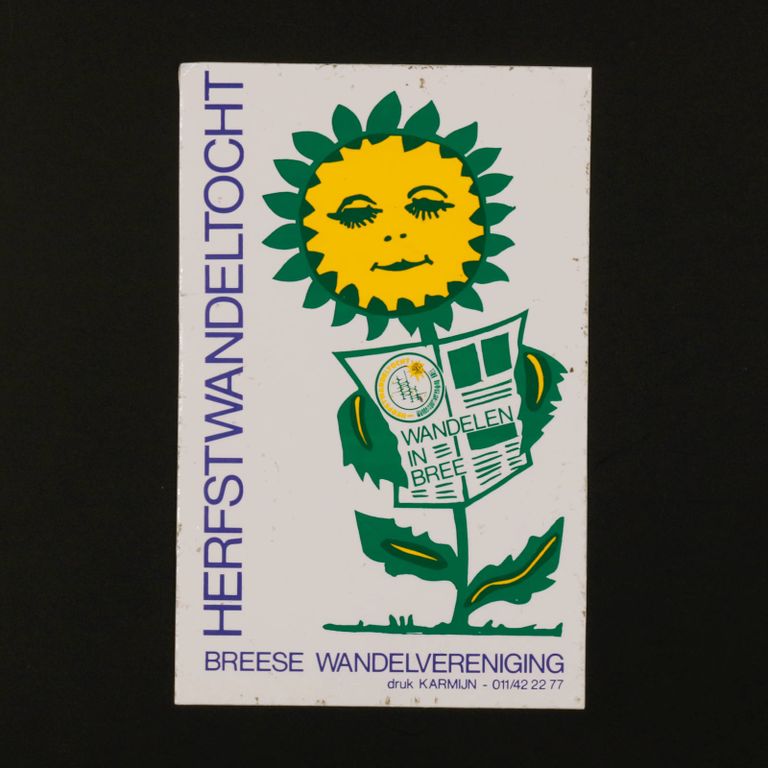 HERFSTWANDELTOCHT
WANDELEN
IN
BREE
BREESE WANDELVERENIGING
druk KARMIJN - 011/42 22 77